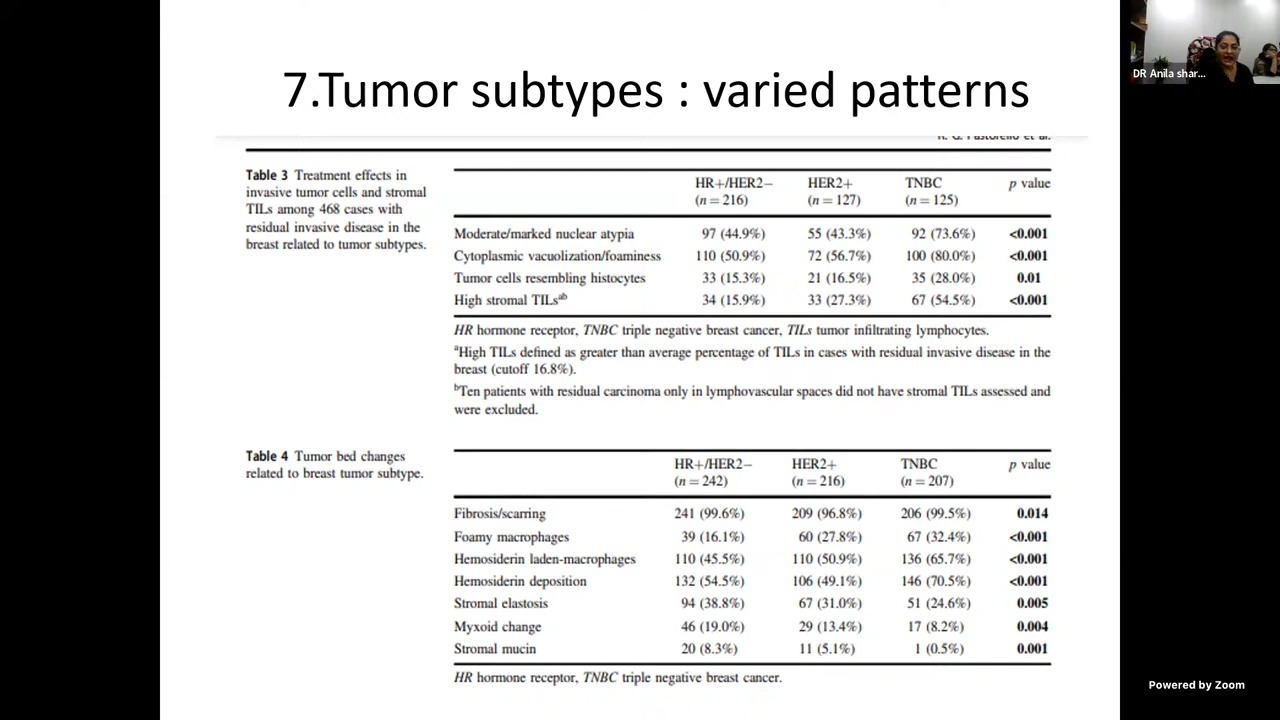 7.Tumor subtypes : varied patterns
DR Anila shar...
R. G. Pastorello et al.
Table 3 Treatment effects in
invasive tumor cells and stromal
TILs among 468 cases with
residual invasive disease in the
breast related to tumor subtypes.
HR+/HER2− HER2+ TNBC p value
(n = 216) (n = 127) (n = 125)
Moderate/marked nuclear atypia 97 (44.9%) 55 (43.3%) 92 (73.6%) <0.001
Cytoplasmic vacuolization/foaminess 110 (50.9%) 72 (56.7%) 100 (80.0%) <0.001
Tumor cells resembling histocytes 33 (15.3%) 21 (16.5%) 35 (28.0%) 0.01
High stromal TILsab 34 (15.9%) 33 (27.3%) 67 (54.5%) <0.001
HR hormone receptor, TNBC triple negative breast cancer, TILs tumor infiltrating lymphocytes.
aHigh TILs defined as greater than average percentage of TILs in cases with residual invasive disease in the
breast (cutoff 16.8%).
bTen patients with residual carcinoma only in lymphovascular spaces did not have stromal TILs assessed and
were excluded.
Table 4 Tumor bed changes
related to breast tumor subtype.
HR+/HER2− HER2+ TNBC p value
(n = 242) (n = 216) (n = 207)
Fibrosis/scarring 241 (99.6%) 209 (96.8%) 206 (99.5%) 0.014
Foamy macrophages 39 (16.1%) 60 (27.8%) 67 (32.4%) <0.001
Hemosiderin laden-macrophages 110 (45.5%) 110 (50.9%) 136 (65.7%) <0.001
Hemosiderin deposition 132 (54.5%) 106 (49.1%) 146 (70.5%) <0.001
Stromal elastosis 94 (38.8%) 67 (31.0%) 51 (24.6%) 0.005
Myxoid change 46 (19.0%) 29 (13.4%) 17 (8.2%) 0.004
Stromal mucin 20 (8.3%) 11 (5.1%) 1 (0.5%) 0.001
HR hormone receptor, TNBC triple negative breast cancer.
Powered by Zoom